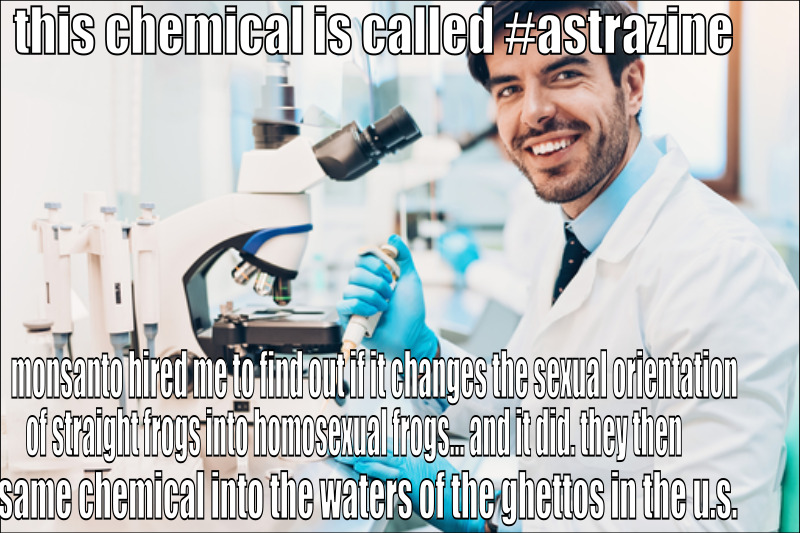 this chemical is called #astrazine
monsanto hired me to find out if it changes the sexual orientation
of straight frogs into homosexual frogs... and it did. they then
same chemical into the waters of the ghettos in the u.s.